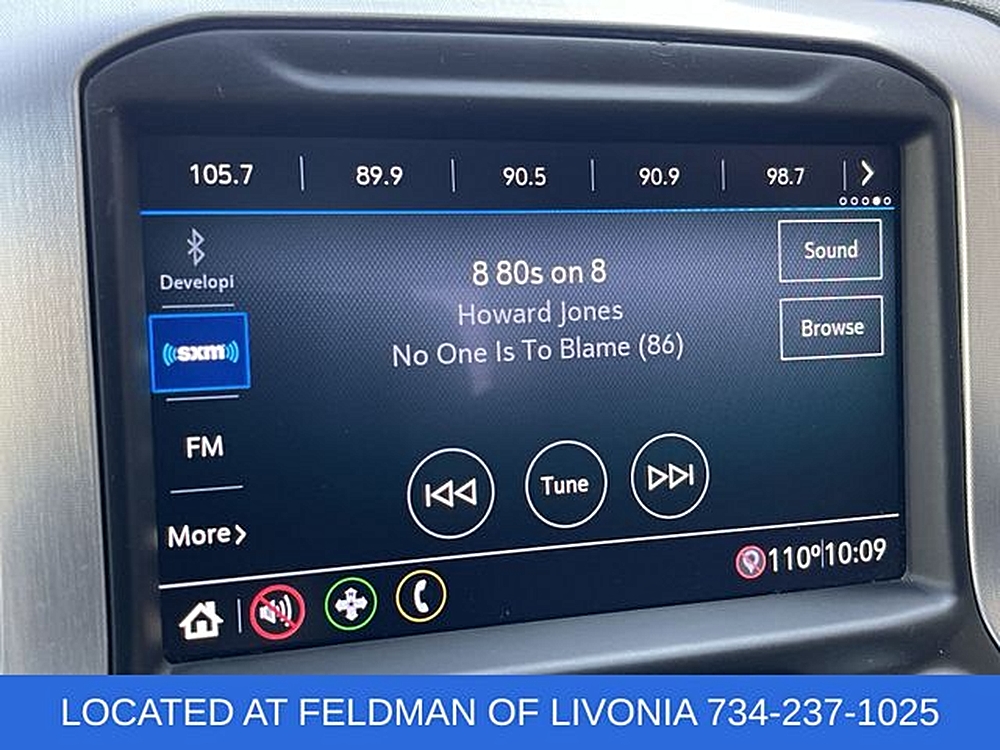 105.7 89.9 90.5 90.9 98.7
Developi
8 80s on 8
Sound
Howard Jones
Browse
No One Is To Blame (86)
sxm
FM
Tune
More
110° 10:09
LOCATED AT FELDMAN OF LIVONIA 734-237-1025